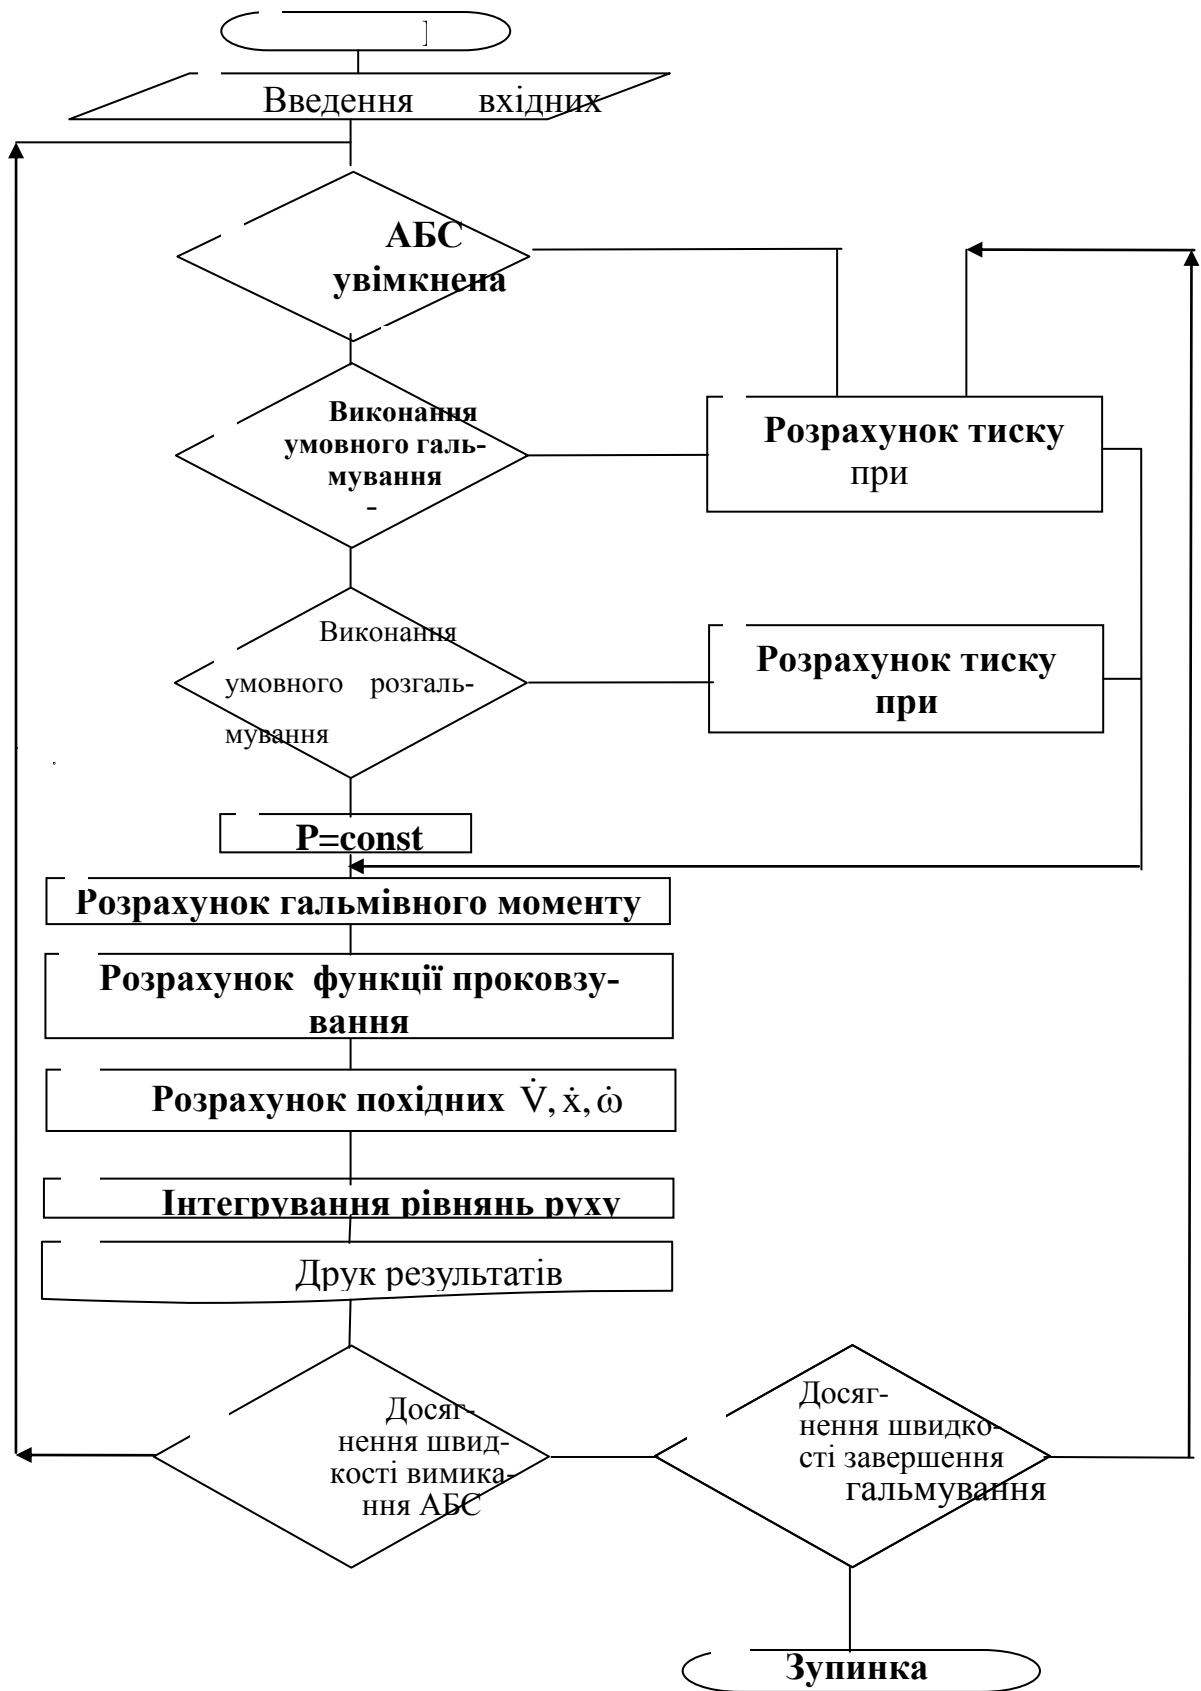 Введення вхідних
АБС
увімкнена
Виконання
умовного галь-
мування
-
Розрахунок тиску
при
Виконання
умовного розгаль-
мування
Розрахунок тиску
при
P=const
Розрахунок гальмівного моменту
Розрахунок функції проковзу-
вання
Розрахунок похідних V̇, ẋ, ω̇
Інтегрування рівнянь руху
Друк результатів
Досяг-
нення швид-
кості вимика-
ння АБС
Досяг-
нення швидко-
сті завершення
гальмування
Зупинка